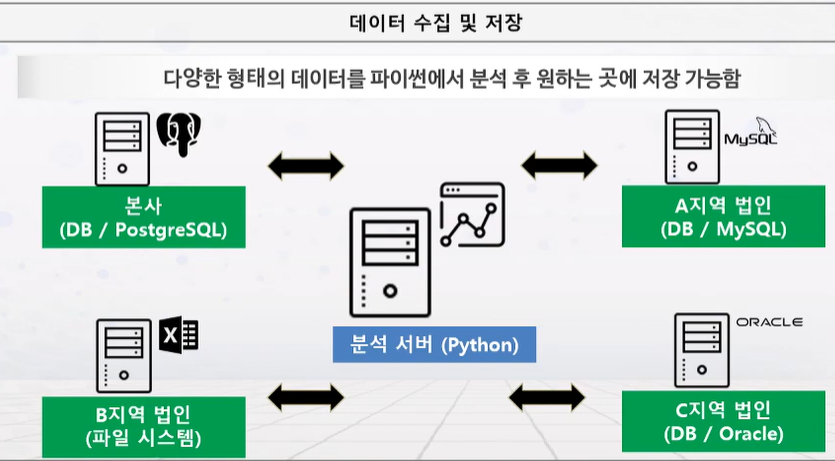 데이터 수집 및 저장
다양한 형태의 데이터를 파이썬에서 분석 후 원하는 곳에 저장 가능함
MySQL
본사
(DB / PostgreSQL)
A지역 법인
(DB / MySQL)
X
ORACLE
분석 서버 (Python)
B지역 법인
(파일 시스템)
C지역 법인
(DB / Oracle)